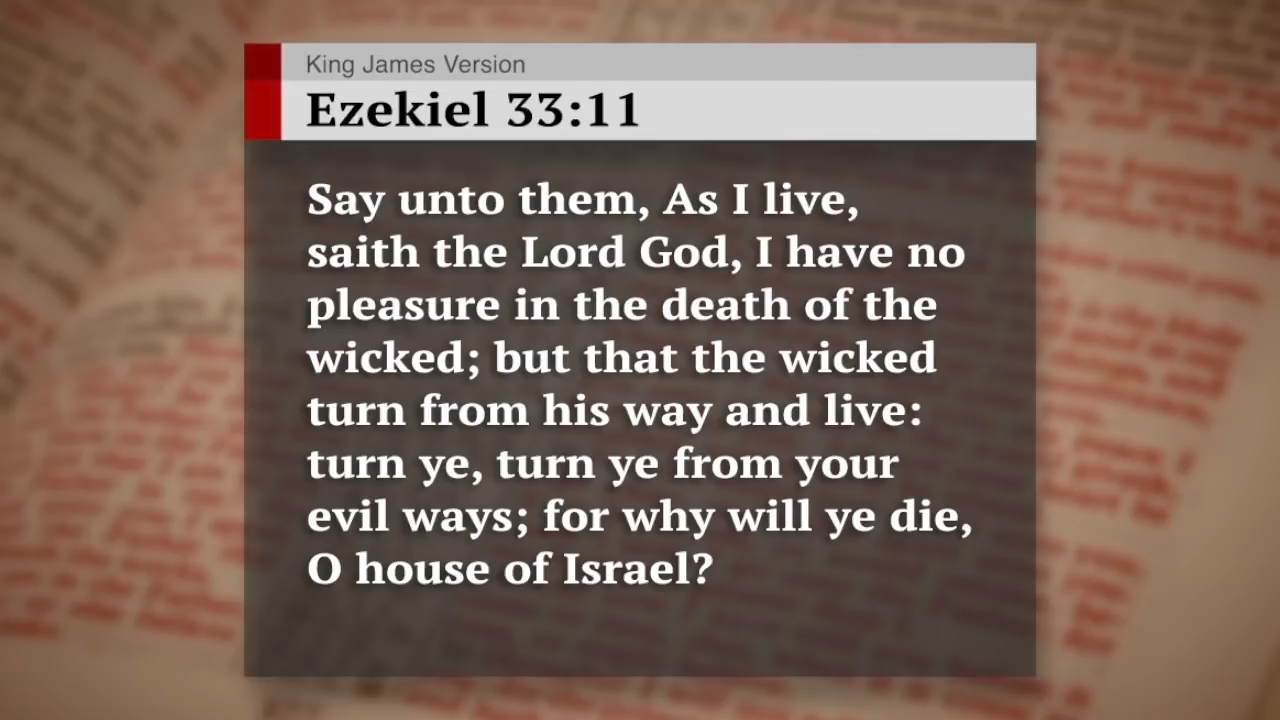 King James Version
Ezekiel 33:11
Say unto them, As I live,
saith the Lord God, I have no
pleasure in the death of the
wicked; but that the wicked
turn from his way and live:
turn ye, turn ye from your
evil ways; for why will ye die,
O house of Israel?